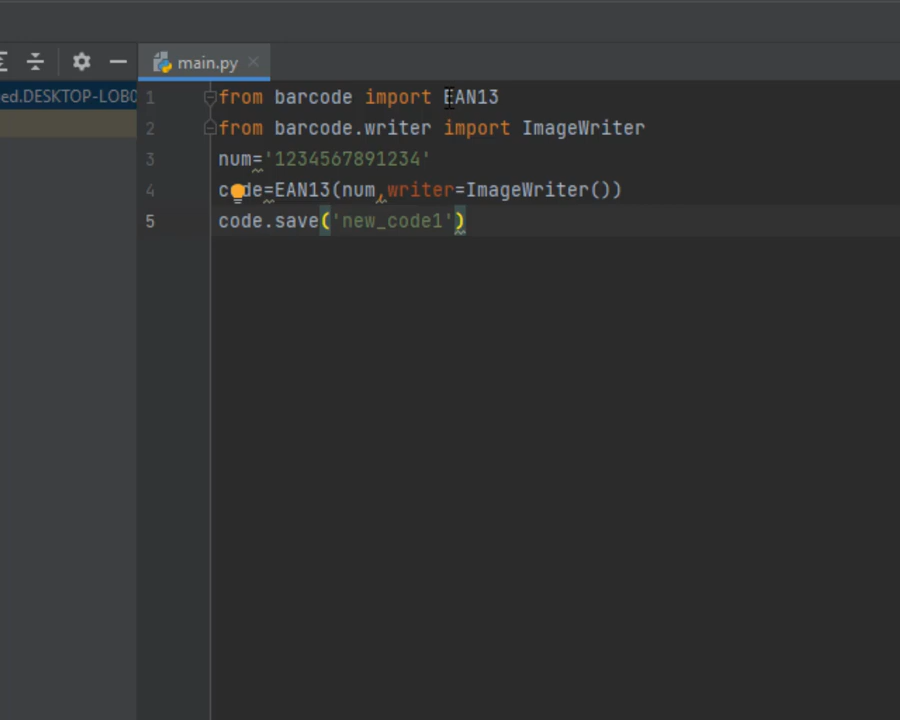 main.py
ed.DESKTOP-LOB0
1 from barcode import EAN13
2 from barcode.writer import ImageWriter
3 num='1234567891234'
4 code=EAN13(num,writer=ImageWriter())
5 code.save('new_code1')